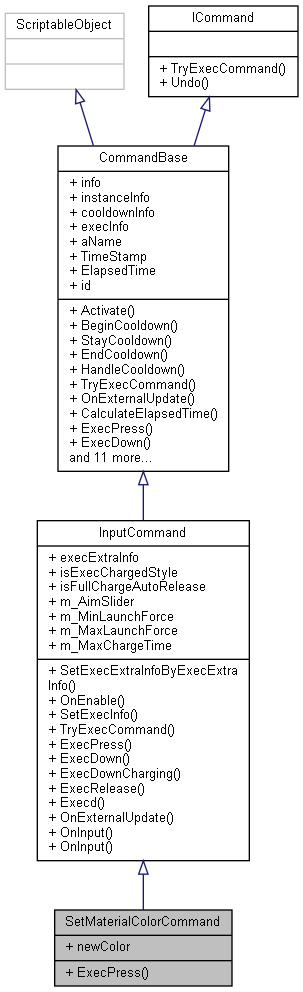 ScriptableObject
ICommand
+ TryExecCommand()
+ Undo()
CommandBase
+ info
+ instanceInfo
+ cooldownInfo
+ execInfo
+ aName
+ TimeStamp
+ ElapsedTime
+ id
+ Activate()
+ BeginCooldown()
+ StayCooldown()
+ EndCooldown()
+ HandleCooldown()
+ TryExecCommand()
+ OnExternalUpdate()
+ CalculateElapsedTime()
+ ExecPress()
+ ExecDown()
and 11 more...
InputCommand
+ execExtraInfo
+ isExecChargedStyle
+ isFullChargeAutoRelease
+ m_AimSlider
+ m_MinLaunchForce
+ m_MaxLaunchForce
+ m_MaxChargeTime
+ SetExecExtraInfoByExecExtra
Info()
+ OnEnable()
+ SetExecInfo()
+ TryExecCommand()
+ ExecPress()
+ ExecDown()
+ ExecDownCharging()
+ ExecRelease()
+ Execd()
+ OnExternalUpdate()
+ OnInput()
+ OnInput()
SetMaterialColorCommand
+ newColor
+ ExecPress()